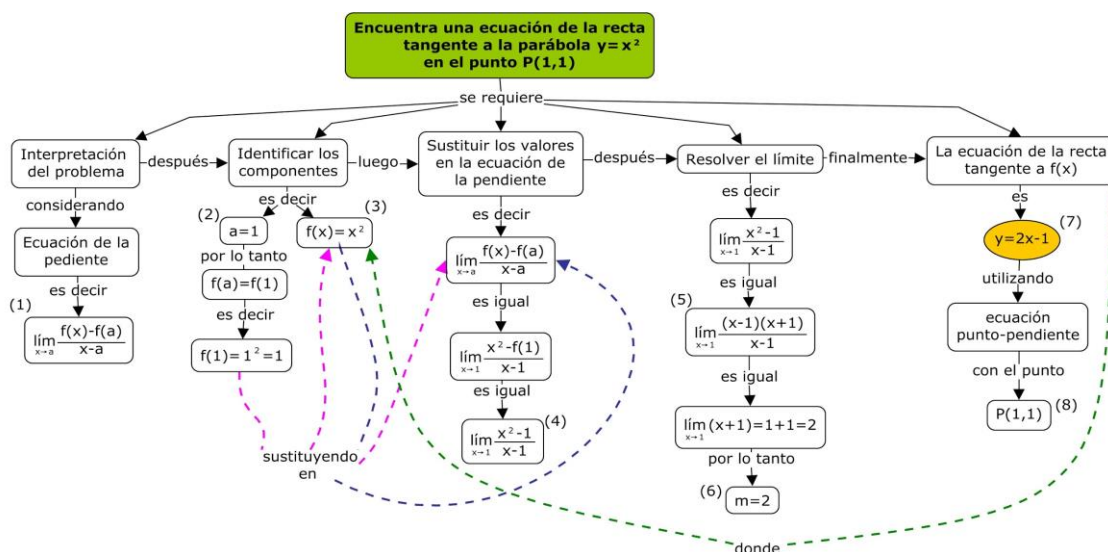 Encuentra una ecuación de la recta
tangente a la parábola y=x²
en el punto P(1,1)
se requiere
Interpretación
del problema
considerando
Ecuación de la
pediente
es decir
(1)
lím x→a f(x)-f(a)/x-a
después
Identificar los
componentes
es decir
(2)
a=1
por lo tanto
f(a)=f(1)
es decir
f(1)=1²=1
(3)
f(x)=x²
sustituyendo
en
luego
Sustituir los valores
en la ecuación de
la pendiente
es decir
lím x→a f(x)-f(a)/x-a
es igual
lím x→1 x²-f(1)/x-1
es igual
lím x→1 x²-1/x-1
(4)
después
Resolver el límite
es decir
lím x→1 x²-1/x-1
es igual
(5)
lím x→1 (x-1)(x+1)/x-1
es igual
lím x→1 (x+1)=1+1=2
por lo tanto
(6)
m=2
finalmente
La ecuación de la recta
tangente a f(x)
es
(7)
y=2x-1
utilizando
ecuación
punto-pendiente
con el punto
(8)
P(1,1)
donde